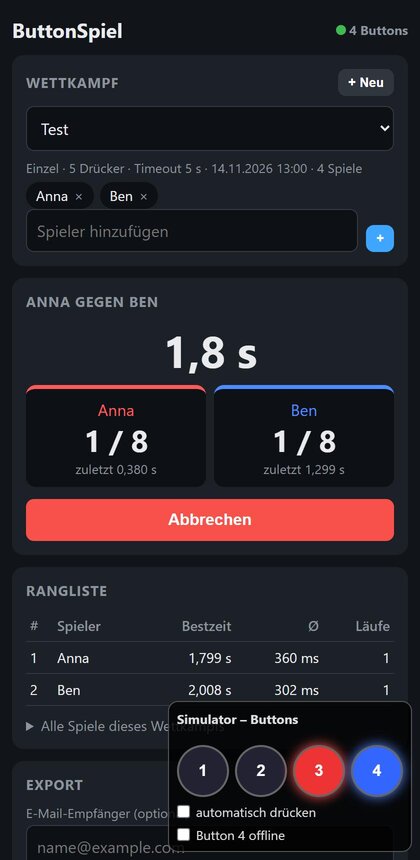 ButtonSpiel
4 Buttons
WETTKAMPF
+ Neu
Test
Einzel · 5 Drücker · Timeout 5 s · 14.11.2026 13:00 · 4 Spiele
Anna ×
Ben ×
Spieler hinzufügen
+
ANNA GEGEN BEN
1,8 s
Anna
1 / 8
zuletzt 0,380 s
Ben
1 / 8
zuletzt 1,299 s
Abbrechen
RANGLISTE
# Spieler Bestzeit Ø Läufe
1 Anna 1,799 s 360 ms 1
2 Ben 2,008 s 302 ms 1
Alle Spiele dieses Wettkampfs
Simulator – Buttons
1 2 3 4
automatisch drücken
Button 4 offline
EXPORT
E-Mail-Empfänger (option
name@example.com